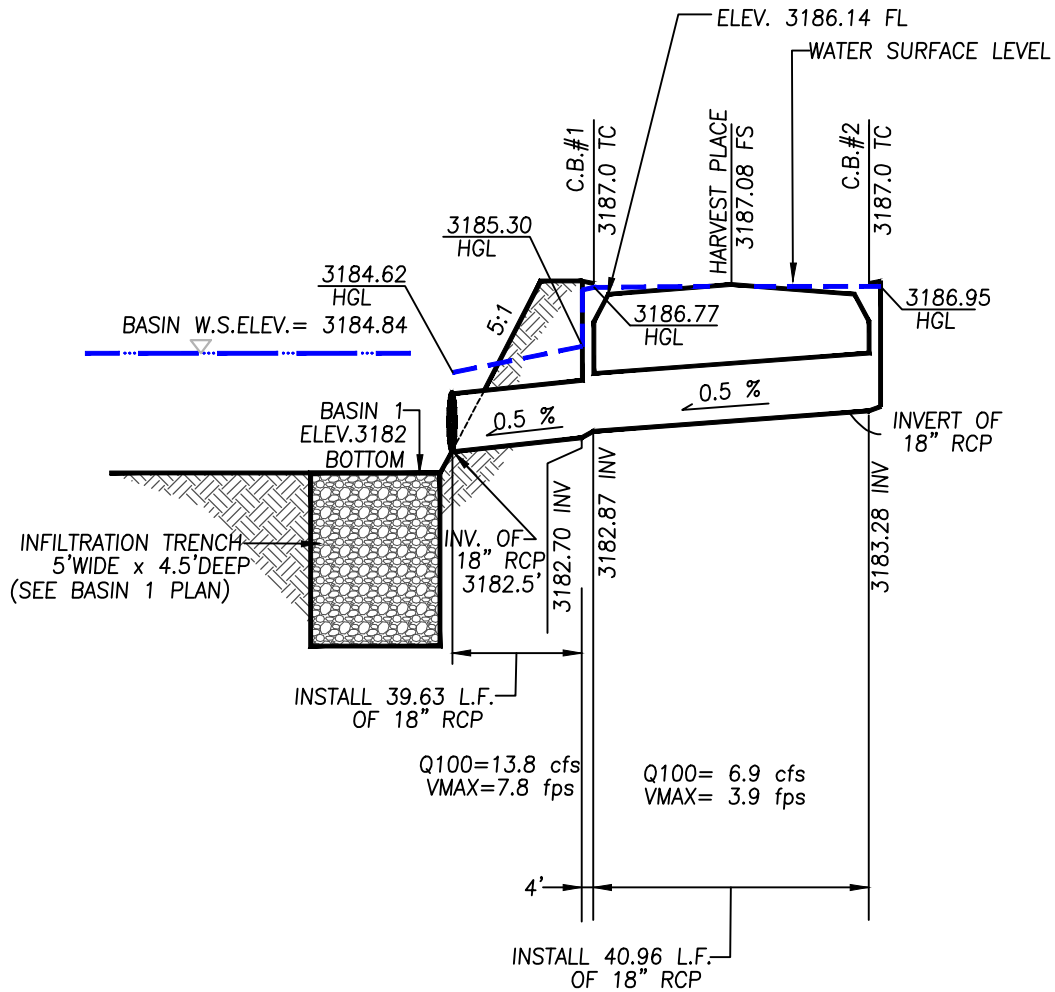 ELEV. 3186.14 FL
WATER SURFACE LEVEL
C.B.#1
3187.0 TC
HARVEST PLACE
3187.08 FS
C.B.#2
3187.0 TC
3185.30
HGL
3184.62
HGL
BASIN W.S.ELEV.= 3184.84
5:1
3186.77
HGL
3186.95
HGL
BASIN 1
ELEV.3182
BOTTOM
0.5 %
0.5 %
INVERT OF
18" RCP
INFILTRATION TRENCH
5'WIDE x 4.5'DEEP
(SEE BASIN 1 PLAN)
INV. OF
18" RCP
3182.5'
3182.70 INV
3182.87 INV
3183.28 INV
INSTALL 39.63 L.F.
OF 18" RCP
Q100=13.8 cfs
VMAX=7.8 fps
Q100= 6.9 cfs
VMAX= 3.9 fps
4'
INSTALL 40.96 L.F.
OF 18" RCP